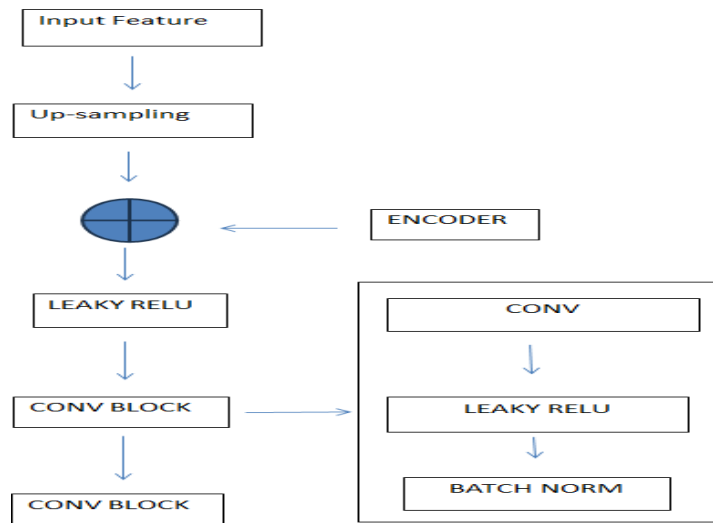 Input Feature
Up-sampling
ENCODER
LEAKY RELU
CONV BLOCK
CONV BLOCK
CONV
LEAKY RELU
BATCH NORM